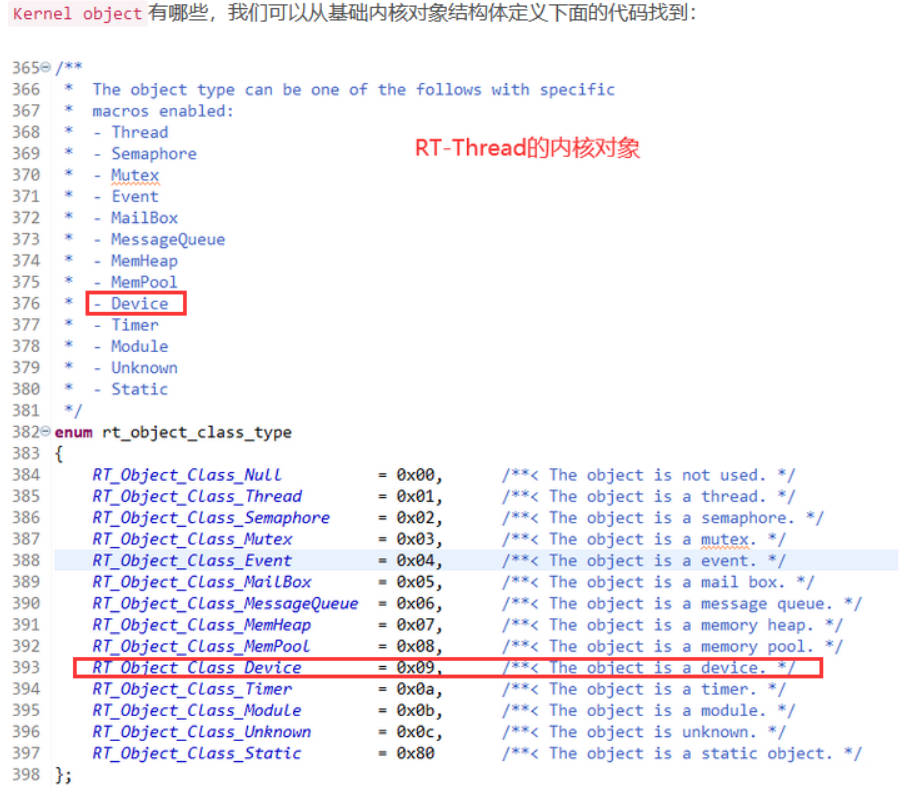 Kernel object 有哪些，我们可以从基础内核对象结构体定义下面的代码找到：
365 /**
366  *  The object type can be one of the follows with specific
367  *  macros enabled:
368  *  - Thread
369  *  - Semaphore
RT-Thread的内核对象
370  *  - Mutex
371  *  - Event
372  *  - MailBox
373  *  - MessageQueue
374  *  - MemHeap
375  *  - MemPool
376  *  - Device
377  *  - Timer
378  *  - Module
379  *  - Unknown
380  *  - Static
381  */
382 enum rt_object_class_type
383 {
384     RT_Object_Class_Null          = 0x00,      /**< The object is not used. */
385     RT_Object_Class_Thread        = 0x01,      /**< The object is a thread. */
386     RT_Object_Class_Semaphore     = 0x02,      /**< The object is a semaphore. */
387     RT_Object_Class_Mutex         = 0x03,      /**< The object is a mutex. */
388     RT_Object_Class_Event         = 0x04,      /**< The object is a event. */
389     RT_Object_Class_MailBox       = 0x05,      /**< The object is a mail box. */
390     RT_Object_Class_MessageQueue  = 0x06,      /**< The object is a message queue. */
391     RT_Object_Class_MemHeap       = 0x07,      /**< The object is a memory heap. */
392     RT_Object_Class_MemPool       = 0x08,      /**< The object is a memory pool. */
393     RT_Object_Class_Device        = 0x09,      /**< The object is a device. */
394     RT_Object_Class_Timer         = 0x0a,      /**< The object is a timer. */
395     RT_Object_Class_Module        = 0x0b,      /**< The object is a module. */
396     RT_Object_Class_Unknown       = 0x0c,      /**< The object is unknown. */
397     RT_Object_Class_Static        = 0x80       /**< The object is a static object. */
398 };